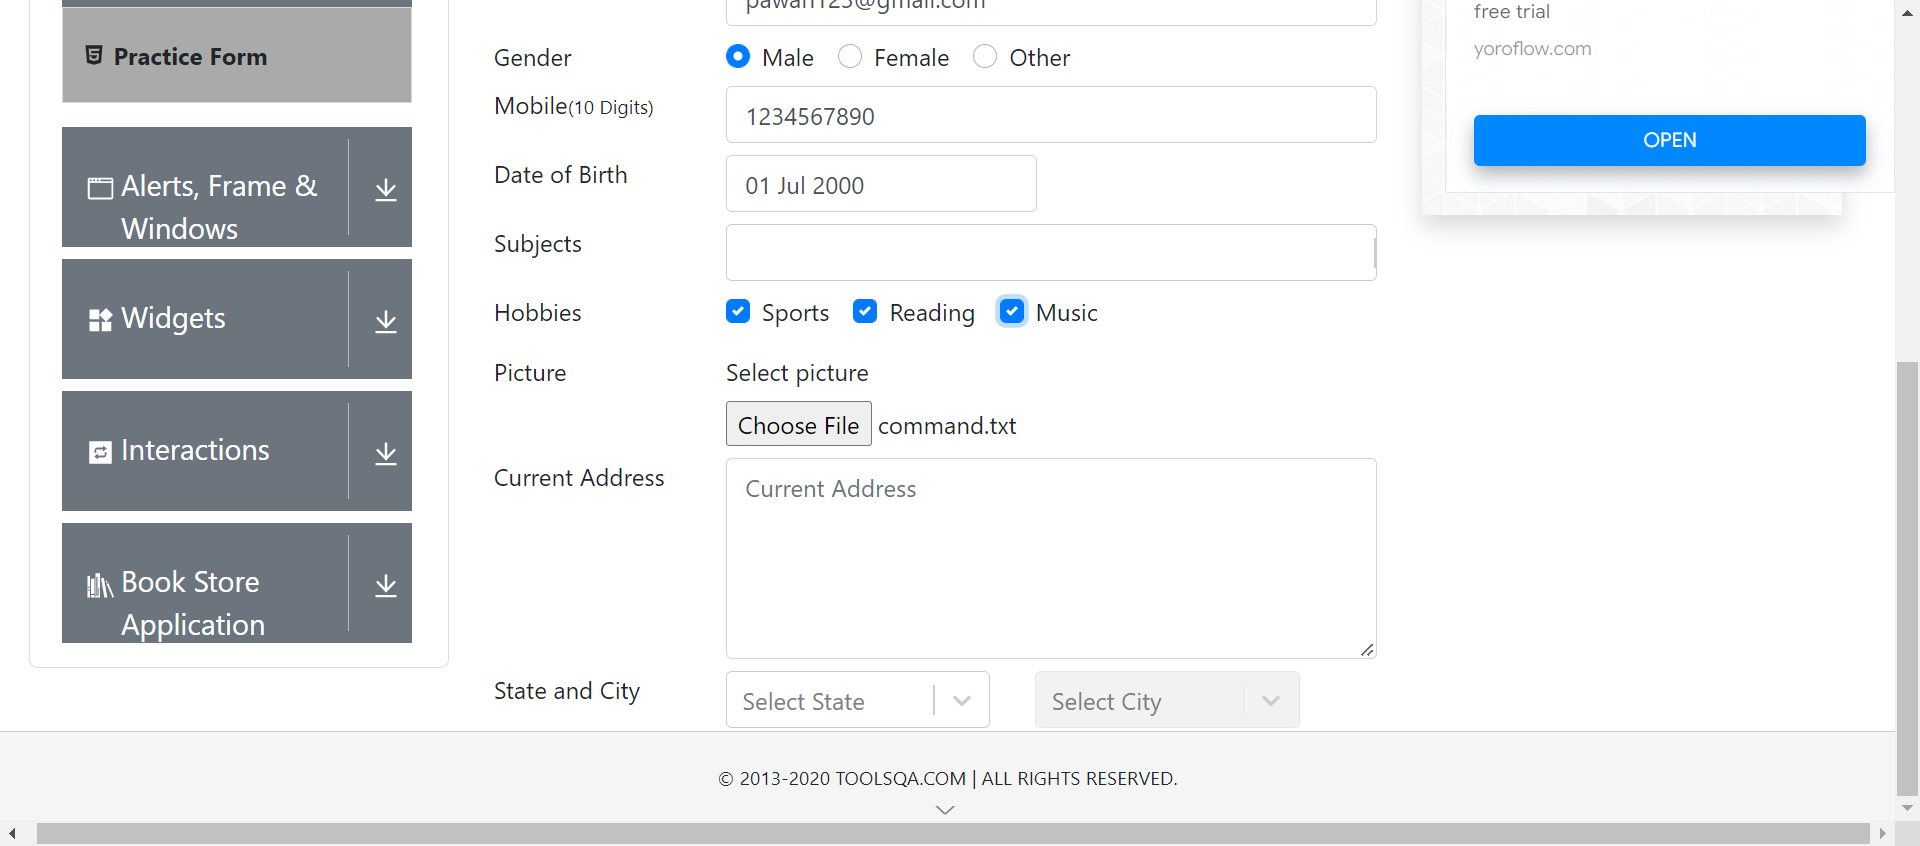 Practice Form
Alerts, Frame &
Windows
Widgets
Interactions
Book Store
Application
pawan123@gmail.com
Gender
Male
Female
Other
Mobile(10 Digits)
1234567890
Date of Birth
01 Jul 2000
Subjects
Hobbies
Sports
Reading
Music
Picture
Select picture
Choose File command.txt
Current Address
Current Address
State and City
Select State
Select City
free trial
yoroflow.com
OPEN
© 2013-2020 TOOLSQA.COM | ALL RIGHTS RESERVED.